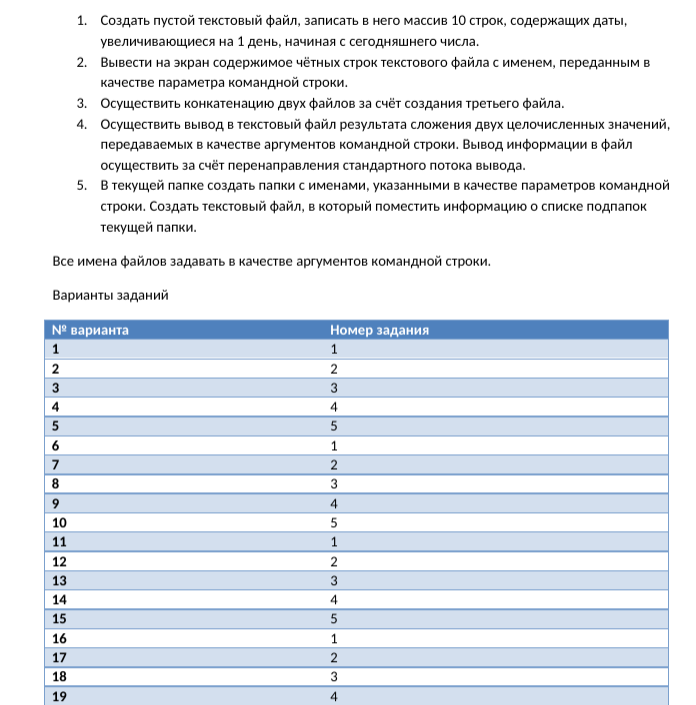 1. Создать пустой текстовый файл, записать в него массив 10 строк, содержащих даты,
увеличивающиеся на 1 день, начиная с сегодняшнего числа.
2. Вывести на экран содержимое чётных строк текстового файла с именем, переданным в
качестве параметра командной строки.
3. Осуществить конкатенацию двух файлов за счёт создания третьего файла.
4. Осуществить вывод в текстовый файл результата сложения двух целочисленных значений,
передаваемых в качестве аргументов командной строки. Вывод информации в файл
осуществить за счёт перенаправления стандартного потока вывода.
5. В текущей папке создать папки с именами, указанными в качестве параметров командной
строки. Создать текстовый файл, в который поместить информацию о списке подпапок
текущей папки.
Все имена файлов задавать в качестве аргументов командной строки.
Варианты заданий
№ варианта Номер задания
1 1
2 2
3 3
4 4
5 5
6 1
7 2
8 3
9 4
10 5
11 1
12 2
13 3
14 4
15 5
16 1
17 2
18 3
19 4